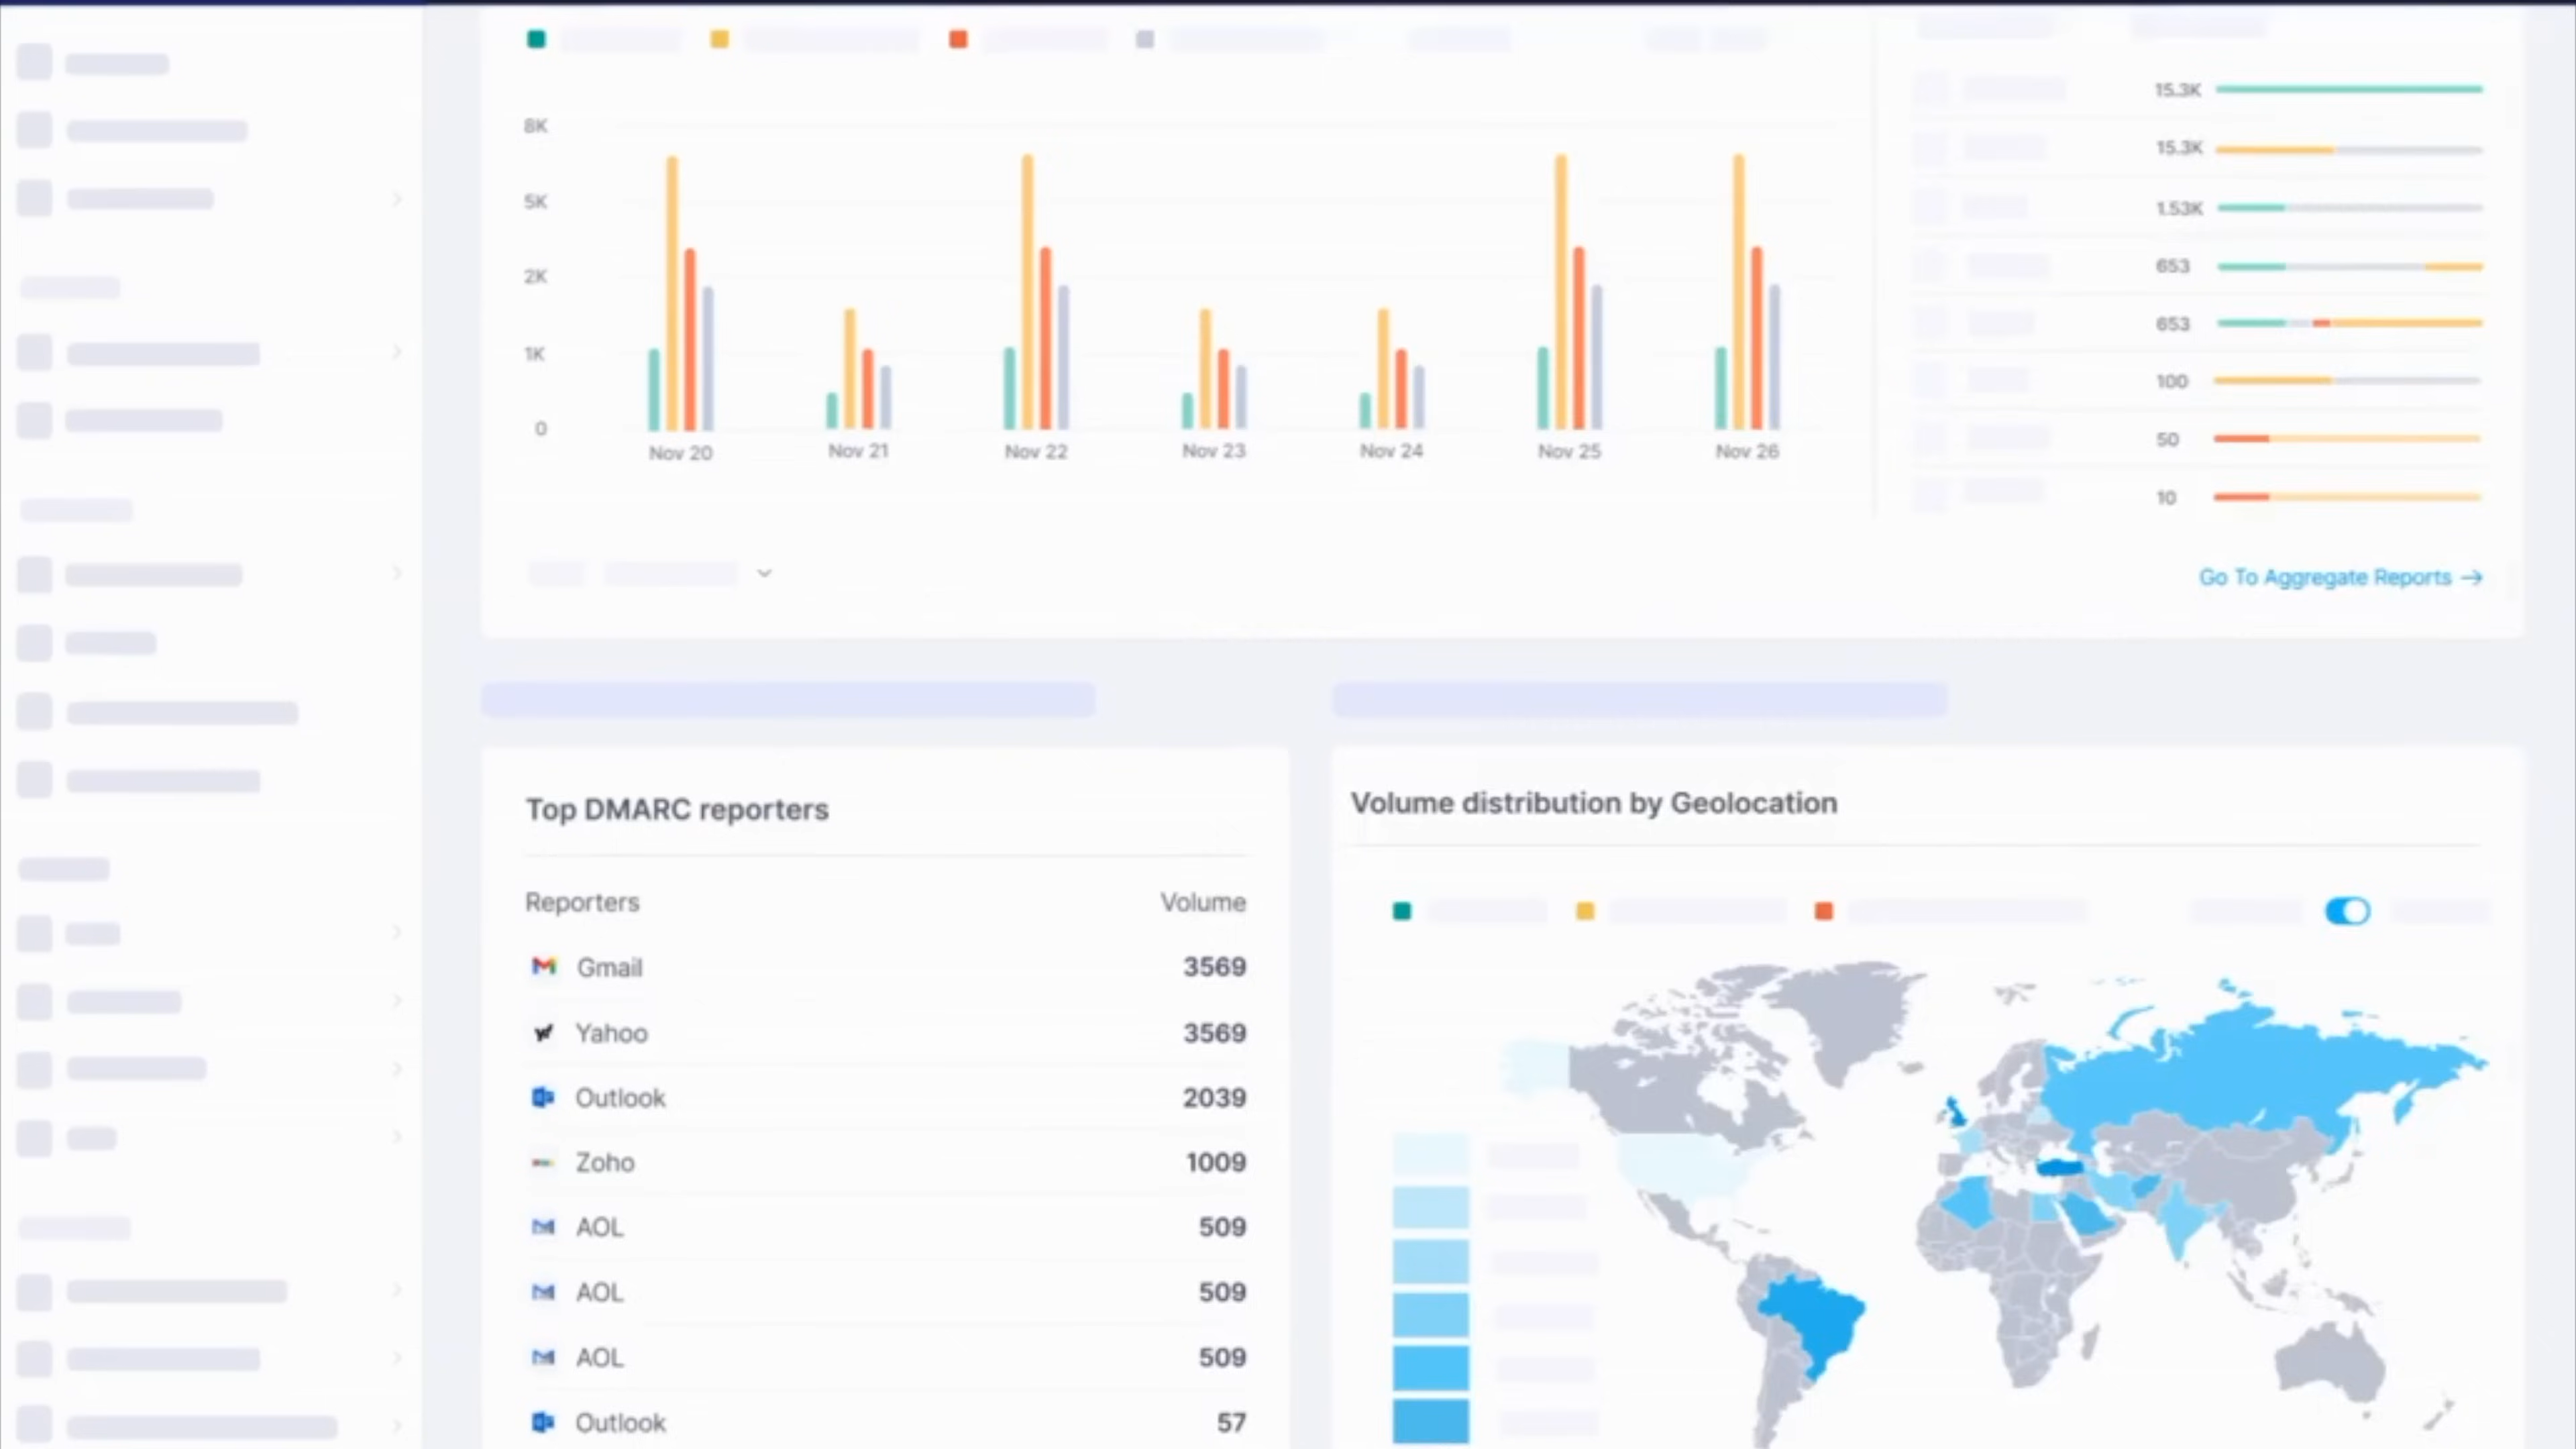 8K
5K
2K
1K
0
Nov 20
Nov 21
Nov 22
Nov 23
Nov 24
Nov 25
Nov 26
15.3K
15.3K
1.53K
653
653
100
50
10
Go To Aggregate Reports →
Top DMARC reporters
Reporters Volume
Gmail 3569
Yahoo 3569
Outlook 2039
Zoho 1009
AOL 509
AOL 509
AOL 509
Outlook 57
Volume distribution by Geolocation